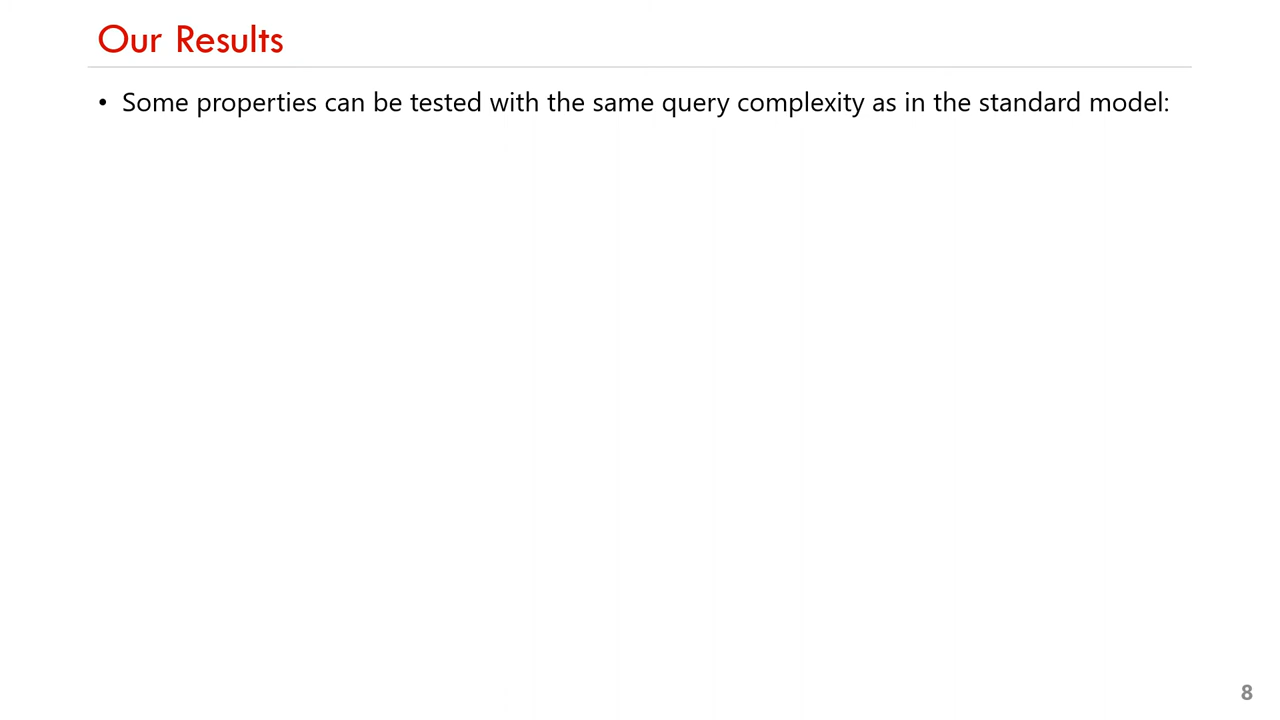 Our Results
• Some properties can be tested with the same query complexity as in the standard model:
8